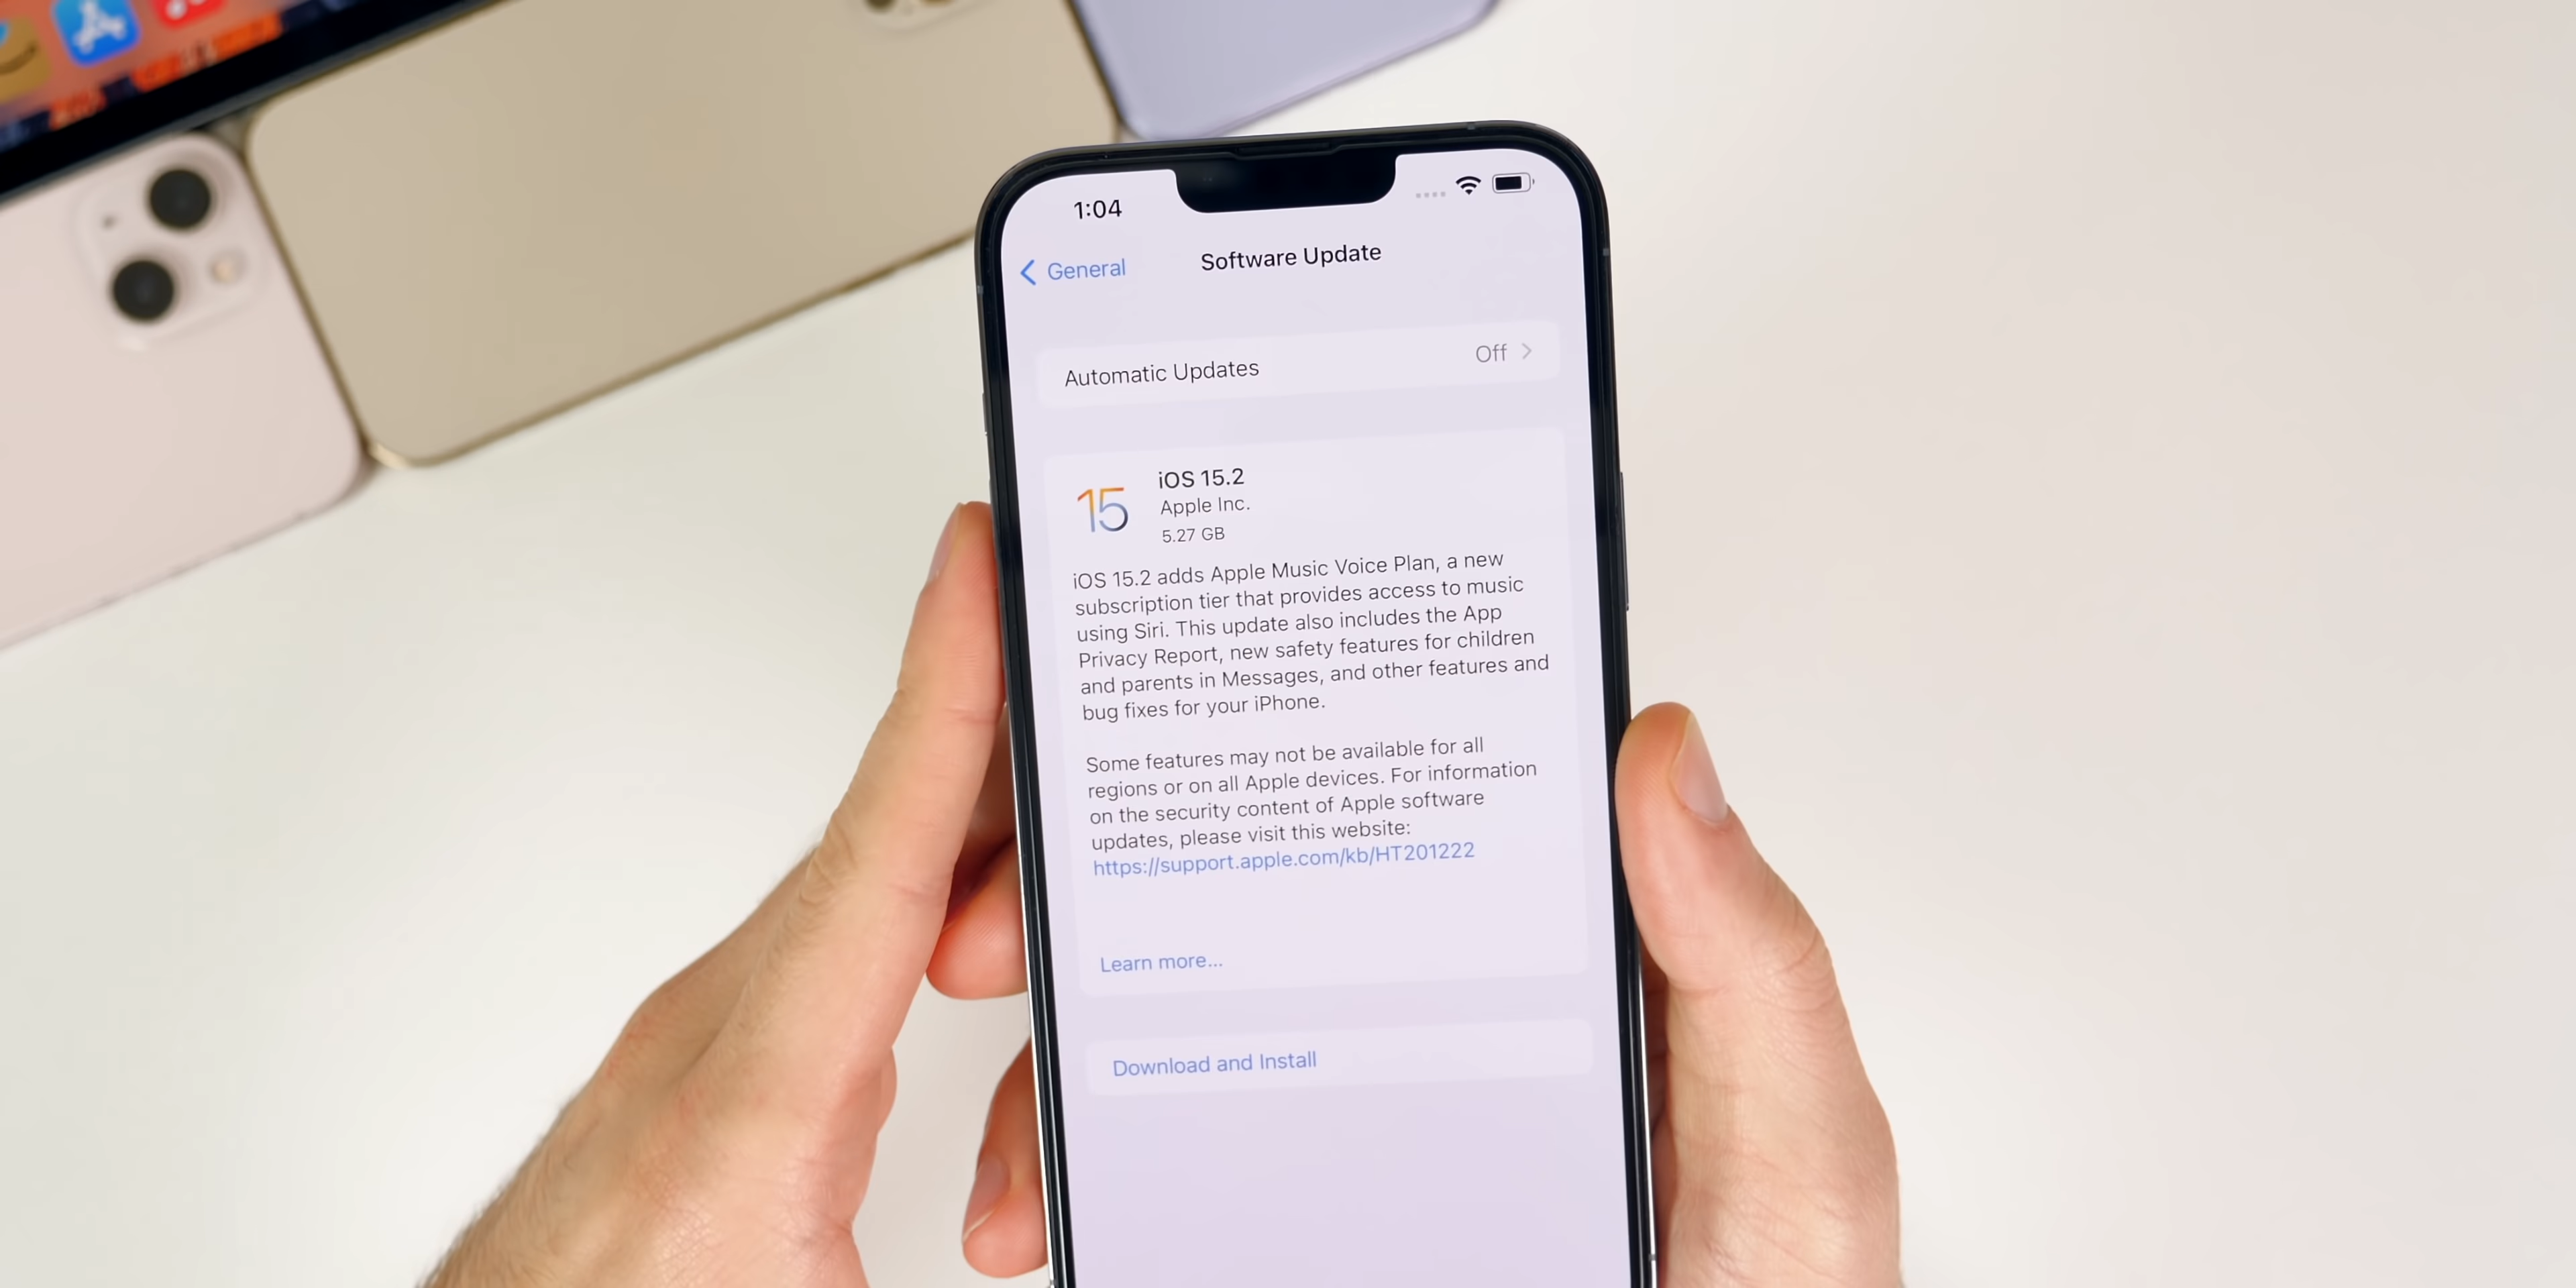 1:04
General
Software Update
Automatic Updates
Off
15
iOS 15.2
Apple Inc.
5.27 GB
iOS 15.2 adds Apple Music Voice Plan, a new
subscription tier that provides access to music
using Siri. This update also includes the App
Privacy Report, new safety features for children
and parents in Messages, and other features and
bug fixes for your iPhone.
Some features may not be available for all
regions or on all Apple devices. For information
on the security content of Apple software
updates, please visit this website:
https://support.apple.com/kb/HT201222
Learn more...
Download and Install